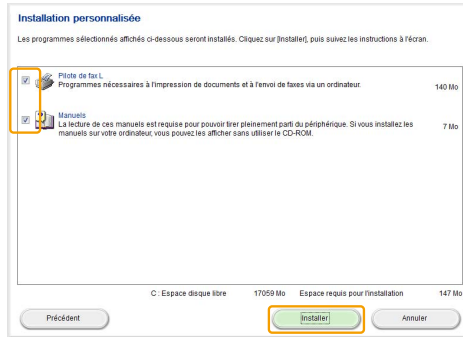 Installation personnalisée
Les programmes sélectionnés affichés ci-dessous seront installés. Cliquez sur [Installer], puis suivez les instructions à l'écran.
Pilote de fax L
Programmes nécessaires à l'impression de documents et à l'envoi de faxes via un ordinateur.
140 Mo
Manuels
La lecture de ces manuels est requise pour pouvoir tirer pleinement parti du périphérique. Si vous installez les
manuels sur votre ordinateur, vous pouvez les afficher sans utiliser le CD-ROM.
7 Mo
C : Espace disque libre 17059 Mo Espace requis pour l'installation 147 Mo
Précédent Installer Annuler